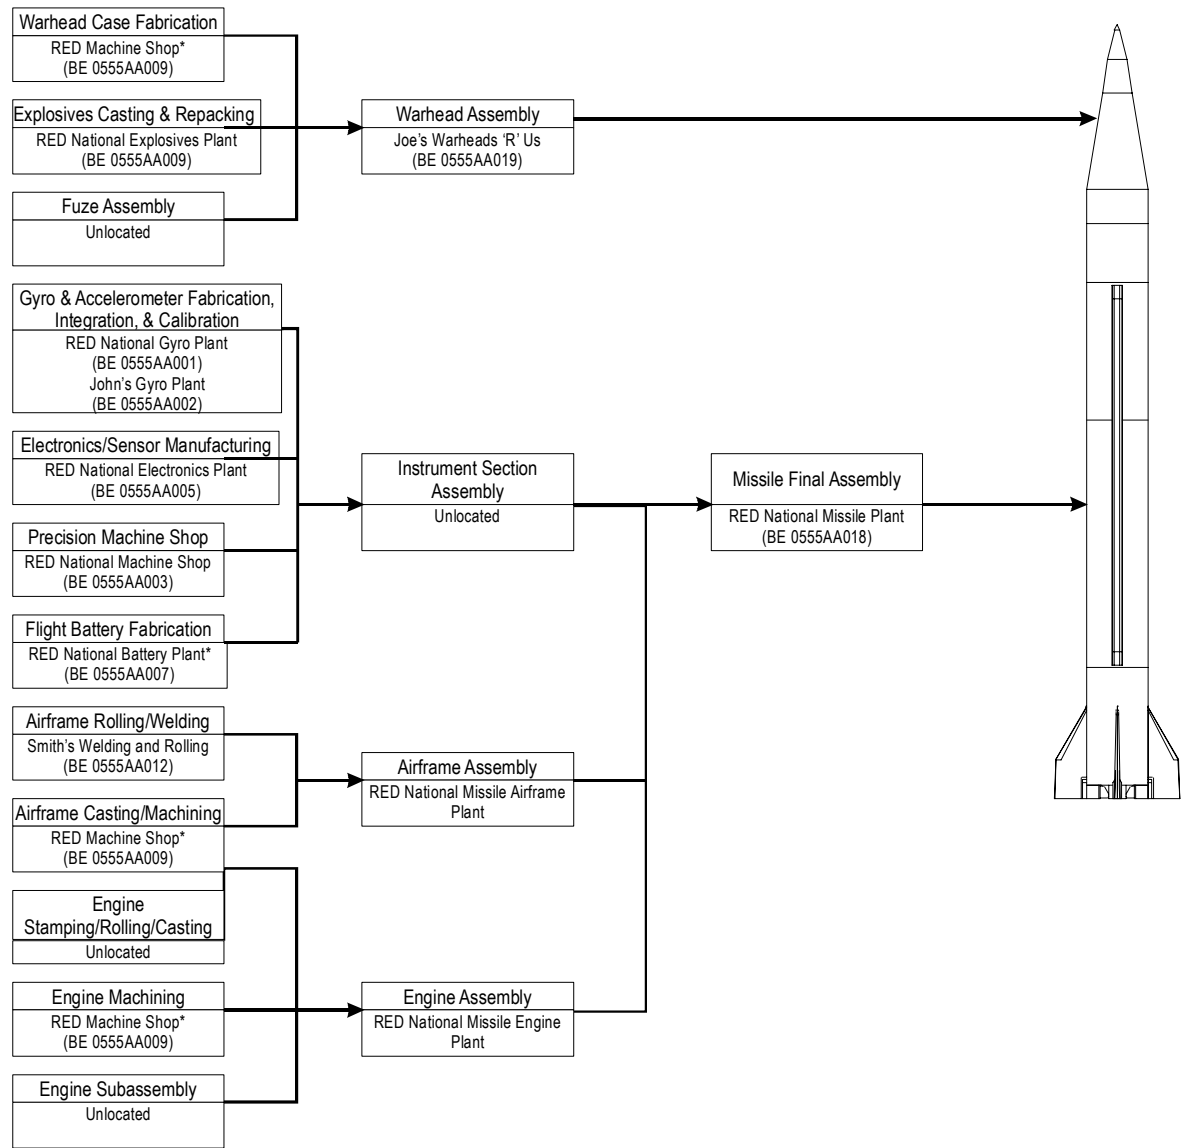 Warhead Case Fabrication
RED Machine Shop*
(BE 0555AA009)
Explosives Casting & Repacking
RED National Explosives Plant
(BE 0555AA009)
Fuze Assembly
Unlocated
Warhead Assembly
Joe's Warheads ‘R’ Us
(BE 0555AA019)
Gyro & Accelerometer Fabrication,
Integration, & Calibration
RED National Gyro Plant
(BE 0555AA001)
John's Gyro Plant
(BE 0555AA002)
Electronics/Sensor Manufacturing
RED National Electronics Plant
(BE 0555AA005)
Precision Machine Shop
RED National Machine Shop
(BE 0555AA003)
Flight Battery Fabrication
RED National Battery Plant*
(BE 0555AA007)
Instrument Section
Assembly
Unlocated
Missile Final Assembly
RED National Missile Plant
(BE 0555AA018)
Airframe Rolling/Welding
Smith's Welding and Rolling
(BE 0555AA012)
Airframe Casting/Machining
RED Machine Shop*
(BE 0555AA009)
Airframe Assembly
RED National Missile Airframe
Plant
Engine
Stamping/Rolling/Casting
Unlocated
Engine Machining
RED Machine Shop*
(BE 0555AA009)
Engine Subassembly
Unlocated
Engine Assembly
RED National Missile Engine
Plant